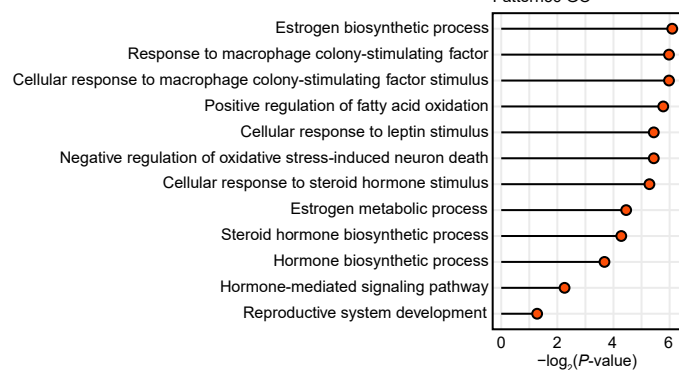 Estrogen biosynthetic process
Response to macrophage colony-stimulating factor
Cellular response to macrophage colony-stimulating factor stimulus
Positive regulation of fatty acid oxidation
Cellular response to leptin stimulus
Negative regulation of oxidative stress-induced neuron death
Cellular response to steroid hormone stimulus
Estrogen metabolic process
Steroid hormone biosynthetic process
Hormone biosynthetic process
Hormone-mediated signaling pathway
Reproductive system development
0 2 4 6
−log₂(P-value)